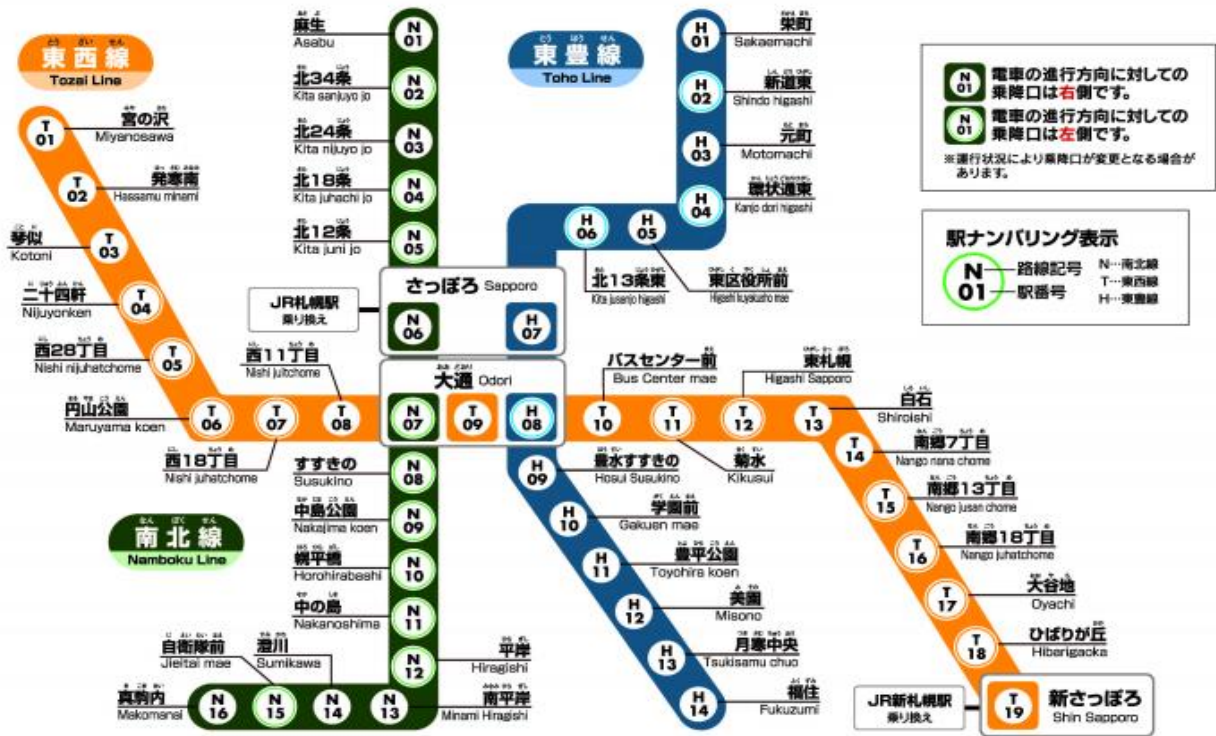 東西線
Tozai Line
T
01
宮の沢
Miyanosawa
T
02
発寒南
Hassamu minami
T
03
琴似
Kotoni
T
04
二十四軒
Nijuyonken
T
05
西28丁目
Nishi nijuhatchome
T
06
円山公園
Maruyama koen
T
07
西18丁目
Nishi juhatchome
T
08
西11丁目
Nishi juitchome
麻生
Asabu
N
01
北34条
Kita sanjuyo jo
N
02
北24条
Kita nijuyo jo
N
03
北18条
Kita juhachi jo
N
04
北12条
Kita juni jo
N
05
東豊線
Toho Line
H
01
栄町
Sakaemachi
H
02
新道東
Shindo higashi
H
03
元町
Motomachi
H
04
環状通東
Kanjo dori higashi
H
05
東区役所前
Higashi kuyakusho mae
H
06
北13条東
Kita jusanjo higashi
さっぽろ Sapporo
N
06
H
07
JR札幌駅
乗り換え
大通 Odori
N
07
T
09
H
08
バスセンター前
Bus Center mae
T
10
T
11
菊水
Kikusui
東札幌
Higashi Sapporo
T
12
T
13
白石
Shiroishi
T
14
南郷7丁目
Nango nana chome
T
15
南郷13丁目
Nango jusan chome
T
16
南郷18丁目
Nango juhatchome
T
17
大谷地
Oyachi
T
18
ひばりが丘
Hibarigaoka
JR新札幌駅
乗り換え
T
19
新さっぽろ
Shin Sapporo
南北線
Namboku Line
すすきの
Susukino
N
08
中島公園
Nakajima koen
N
09
幌平橋
Horohirabashi
N
10
中の島
Nakanoshima
N
11
N
12
平岸
Hiragishi
N
13
南平岸
Minami Hiragishi
澄川
Sumikawa
N
14
自衛隊前
Jieitai mae
N
15
真駒内
Makomanai
N
16
H
09
豊水すすきの
Hosui Susukino
H
10
学園前
Gakuen mae
H
11
豊平公園
Toyohira koen
H
12
美園
Misono
H
13
月寒中央
Tsukisamu chuo
H
14
福住
Fukuzumi
N
01
電車の進行方向に対しての
乗降口は右側です。
N
01
電車の進行方向に対しての
乗降口は左側です。
※運行状況により乗降口が変更となる場合が
あります。
駅ナンバリング表示
N
01
路線記号
駅番号
N…南北線
T…東西線
H…東豊線